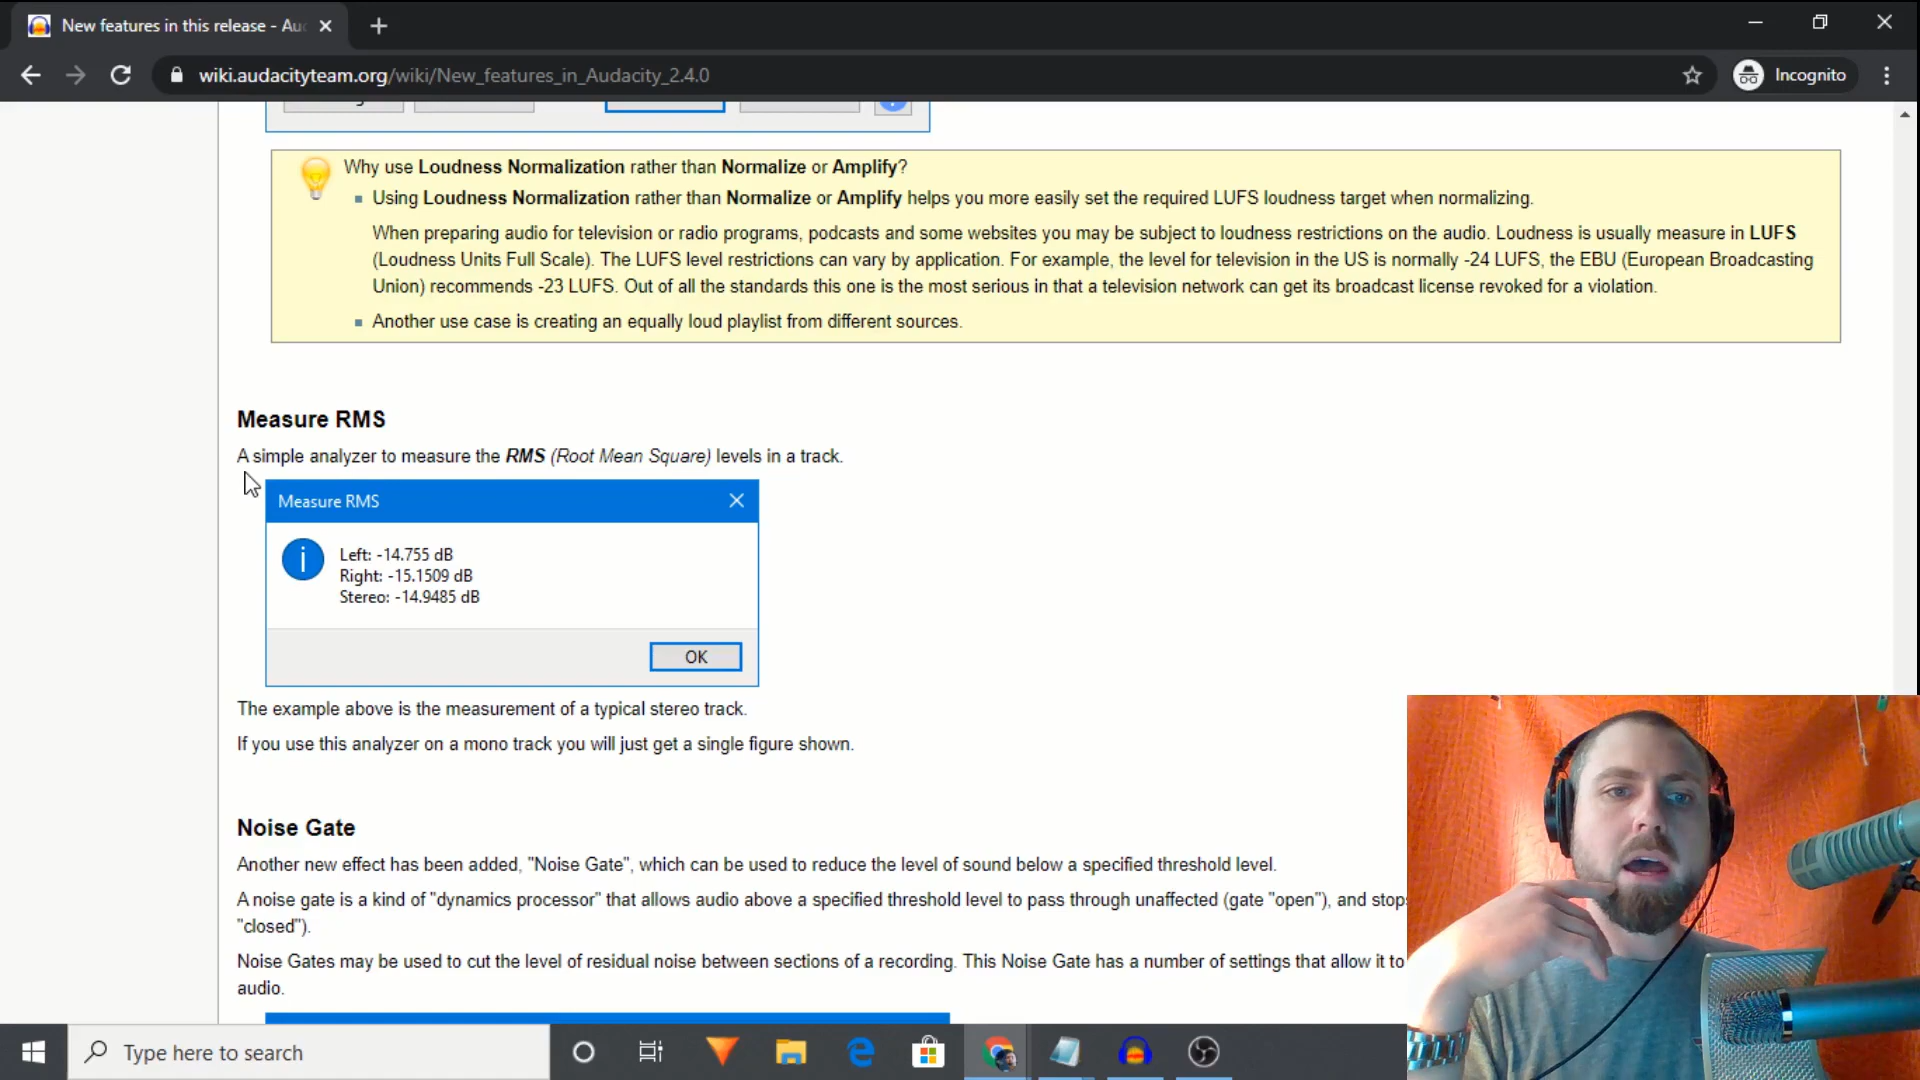 New features in this release - Au
wiki.audacityteam.org/wiki/New_features_in_Audacity_2.4.0
Incognito
Why use Loudness Normalization rather than Normalize or Amplify?
Using Loudness Normalization rather than Normalize or Amplify helps you more easily set the required LUFS loudness target when normalizing.
When preparing audio for television or radio programs, podcasts and some websites you may be subject to loudness restrictions on the audio. Loudness is usually measure in LUFS
(Loudness Units Full Scale). The LUFS level restrictions can vary by application. For example, the level for television in the US is normally -24 LUFS, the EBU (European Broadcasting
Union) recommends -23 LUFS. Out of all the standards this one is the most serious in that a television network can get its broadcast license revoked for a violation.
Another use case is creating an equally loud playlist from different sources.
Measure RMS
A simple analyzer to measure the RMS (Root Mean Square) levels in a track.
Measure RMS
Left: -14.755 dB
Right: -15.1509 dB
Stereo: -14.9485 dB
OK
The example above is the measurement of a typical stereo track.
If you use this analyzer on a mono track you will just get a single figure shown.
Noise Gate
Another new effect has been added, "Noise Gate", which can be used to reduce the level of sound below a specified threshold level.
A noise gate is a kind of "dynamics processor" that allows audio above a specified threshold level to pass through unaffected (gate "open"), and stop
"closed").
Noise Gates may be used to cut the level of residual noise between sections of a recording. This Noise Gate has a number of settings that allow it to
audio.
Type here to search